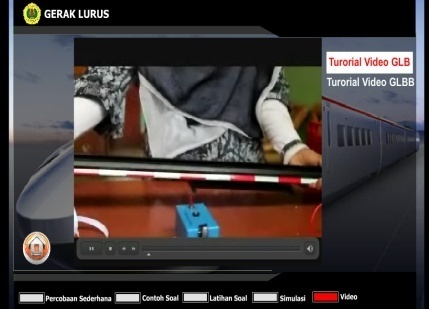 GERAK LURUS
Turorial Video GLB
Turorial Video GLBB
Percobaan Sederhana
Contoh Soal
Latihan Soal
Simulasi
Video